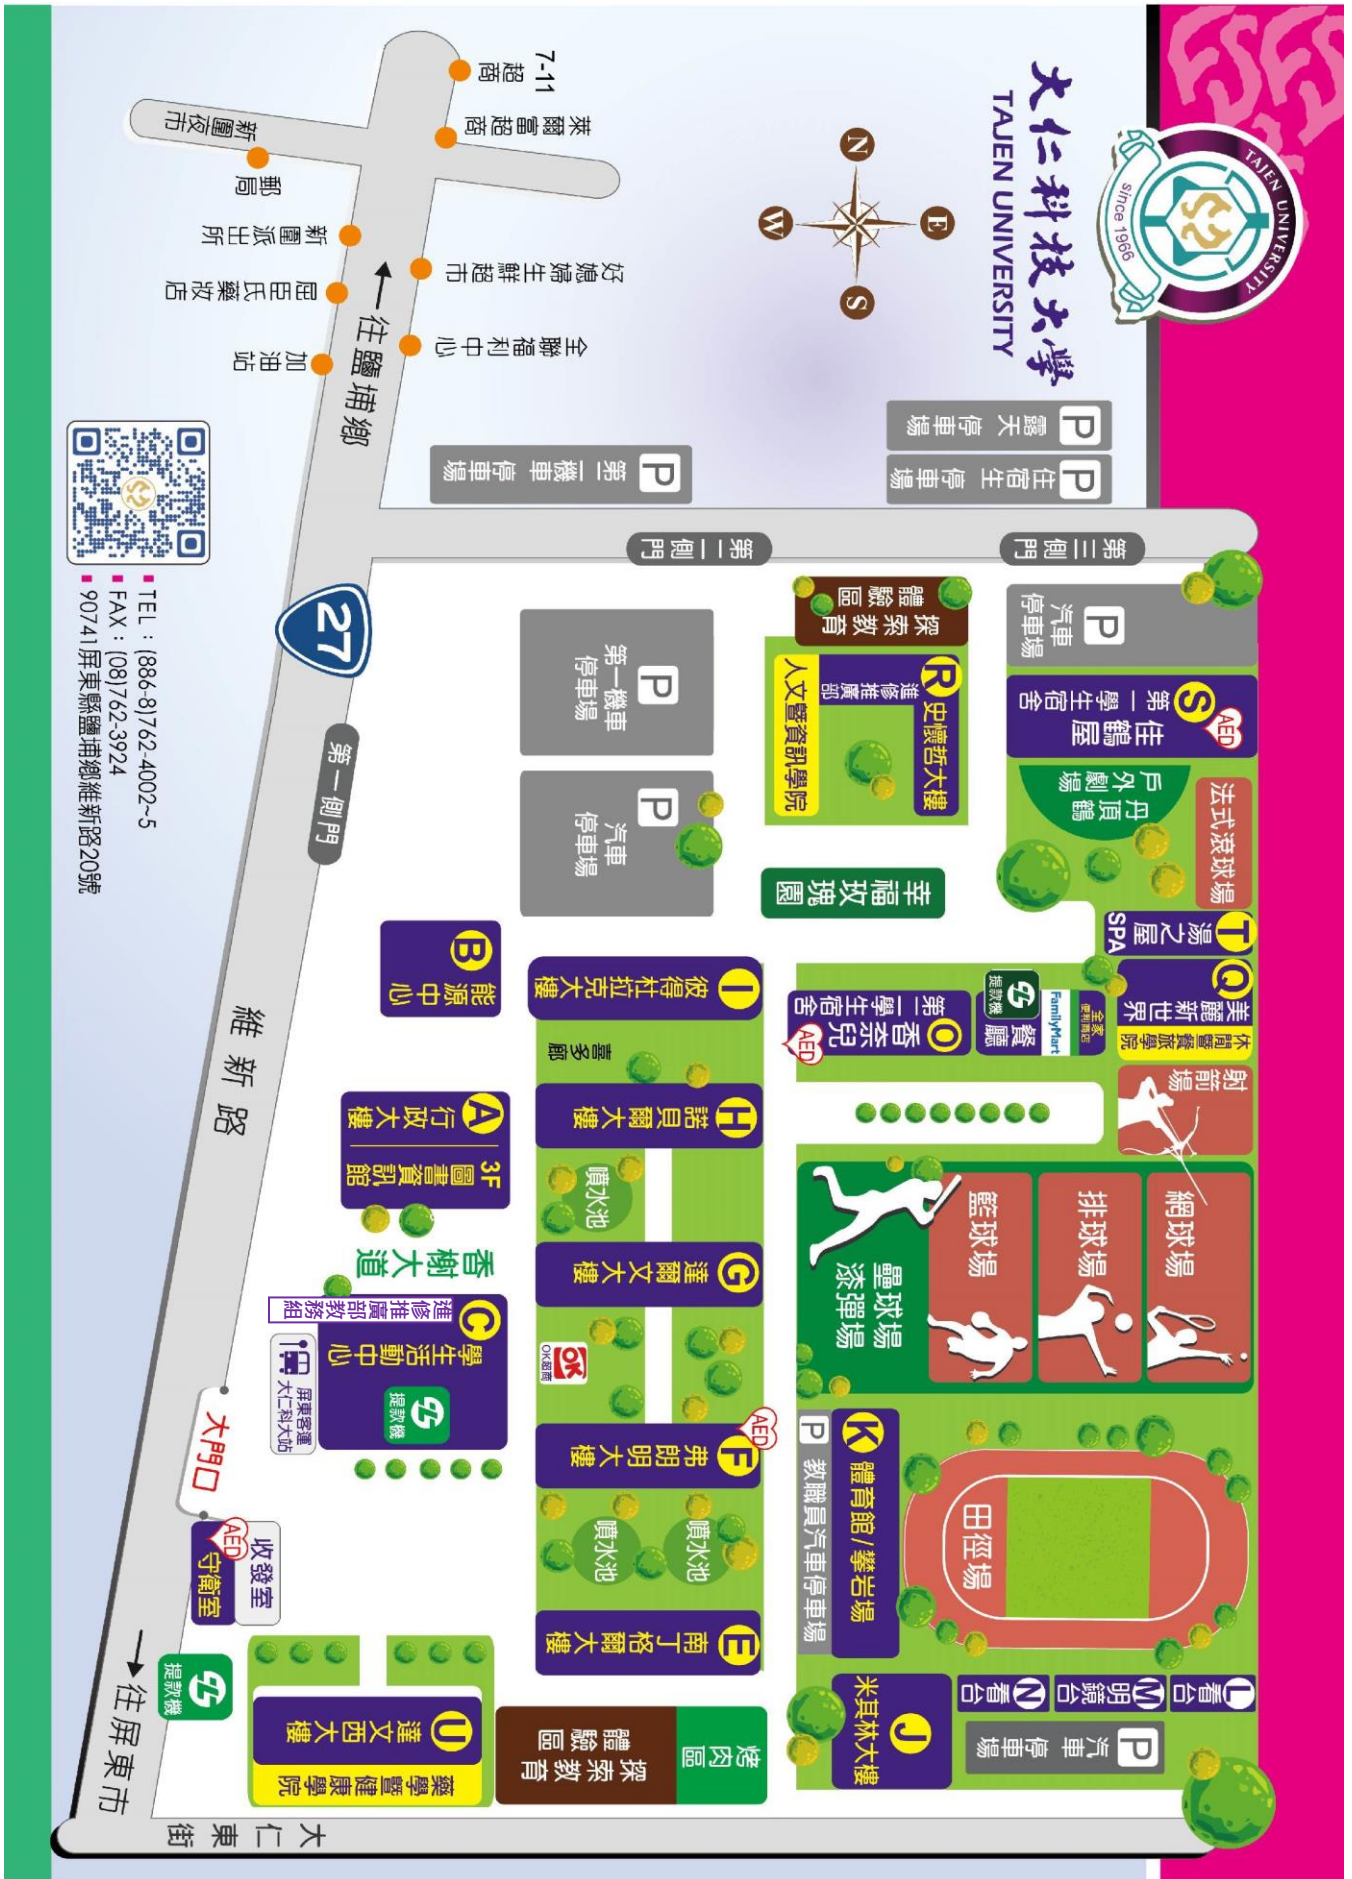 大仁科技大學
TAJEN UNIVERSITY
TAJEN UNIVERSITY
since 1966
N
E
S
W
7-11
超商
萊爾富超商
新圍夜市
郵局
新圍派出所
屈臣氏藥妝店
加油站
好媳婦生鮮超市
全聯福利中心
往鹽埔鄉
TEL：(886-8)762-4002~5
FAX：(08)762-3924
90741屏東縣鹽埔鄉維新路20號
27
維新路
往屏東市
大仁東街
P 露天停車場
P 住宿生停車場
P 第二機車停車場
第三側門
第二側門
第一側門
P 汽車
停車場
S 第一學生宿舍
佳鶴屋
AED
戶外劇場
丹頂鶴
法式滾球場
探索教育
體驗區
R 進修推廣部
史懷哲大樓
人文暨資訊學院
P
第一機車
停車場
P
汽車
停車場
幸福玫瑰園
T 湯之屋
SPA
Q
美麗新世界
休閒暨餐旅學院
全家
便利商店
FamilyMart
提款機
餐廳
O 香奈兒
第二學生宿舍
AED
射箭場
B
能源中心
I 彼得杜拉克大樓
喜多廊
H 諾貝爾大樓
噴水池
A 行政大樓
3F 圖書資訊館
香榭大道
G 達爾文大樓
OK
OK超商
C
進修推廣部教務組
學生活動中心
提款機
屏東客運
大仁科大站
大門口
網球場
排球場
籃球場
壘球場
漆彈場
F 弗朗明大樓
AED
噴水池
噴水池
K 體育館/攀岩場
P 教職員汽車停車場
田徑場
E 南丁格爾大樓
收發室
守衛室
AED
提款機
U 達文西大樓
藥學暨健康學院
探索教育
體驗區
烤肉區
J
米其林大樓
L 看台
M 明鏡台
N 看台
P 汽車停車場